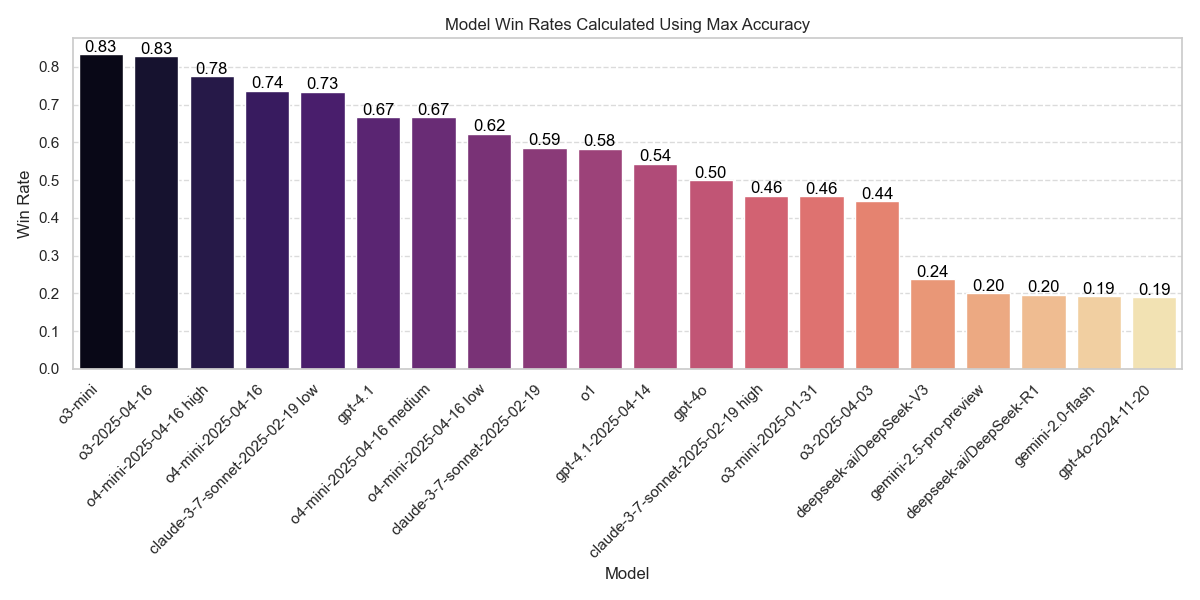 Model Win Rates Calculated Using Max Accuracy
Win Rate
0.8
0.7
0.6
0.5
0.4
0.3
0.2
0.1
0.0
0.83
0.83
0.78
0.74
0.73
0.67
0.67
0.62
0.59
0.58
0.54
0.50
0.46
0.46
0.44
0.24
0.20
0.20
0.19
0.19
o3-mini
o3-2025-04-16
o4-mini-2025-04-16 high
o4-mini-2025-04-16
claude-3-7-sonnet-2025-02-19 low
gpt-4.1
o4-mini-2025-04-16 medium
o4-mini-2025-04-16 low
claude-3-7-sonnet-2025-02-19
o1
gpt-4.1-2025-04-14
gpt-4o
claude-3-7-sonnet-2025-02-19 high
o3-mini-2025-01-31
o3-2025-04-03
deepseek-ai/DeepSeek-V3
gemini-2.5-pro-preview
deepseek-ai/DeepSeek-R1
gemini-2.0-flash
gpt-4o-2024-11-20
Model